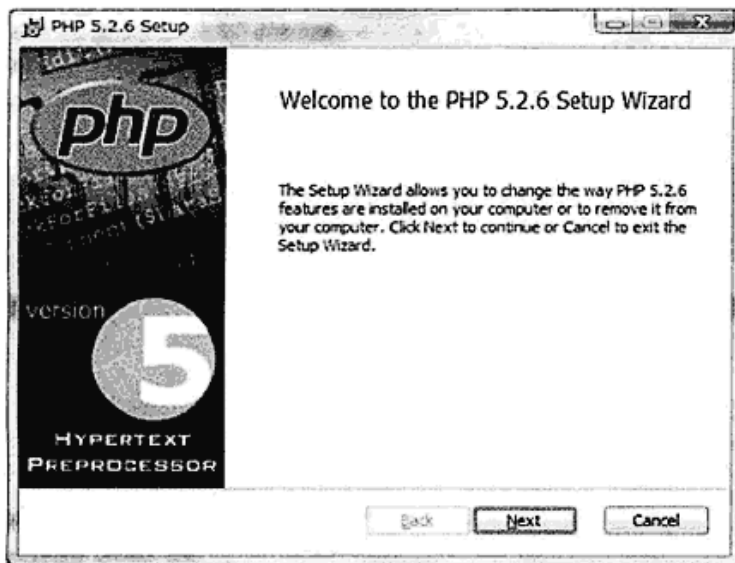 PHP 5.2.6 Setup
php
Welcome to the PHP 5.2.6 Setup Wizard
The Setup Wizard allows you to change the way PHP 5.2.6
features are installed on your computer or to remove it from
your computer. Click Next to continue or Cancel to exit the
Setup Wizard.
version
5
HYPERTEXT
PREPROCESSOR
Back
Next
Cancel